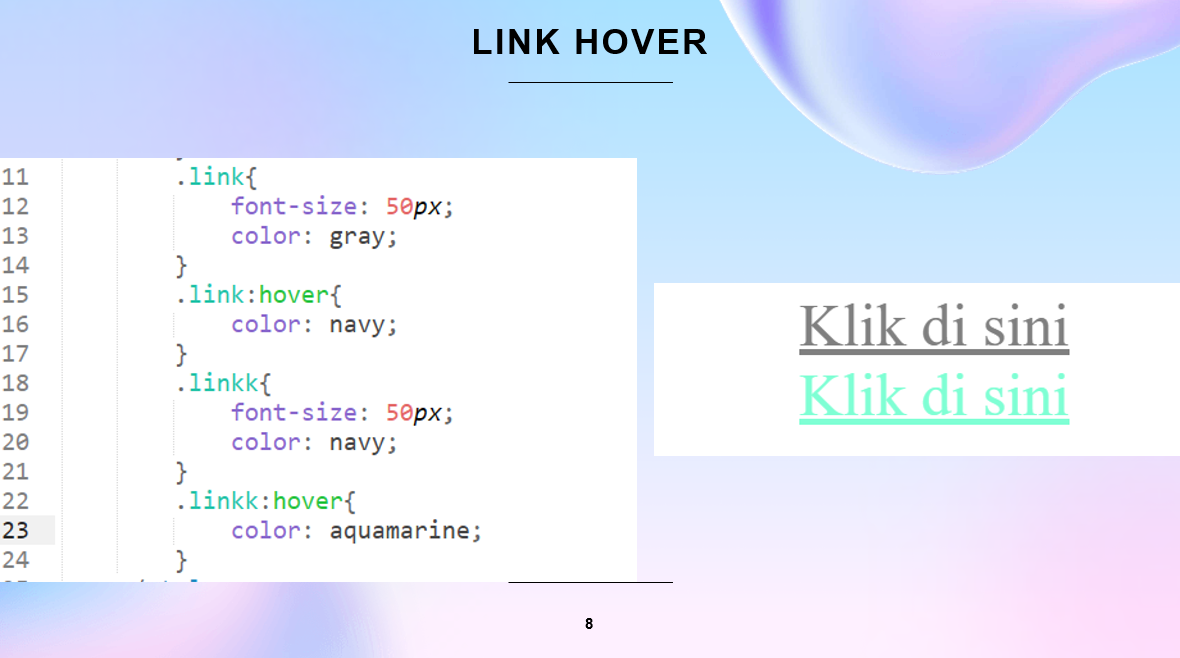 LINK HOVER
11 .link{
12 font-size: 50px;
13 color: gray;
14 }
15 .link:hover{
16 color: navy;
17 }
18 .linkk{
19 font-size: 50px;
20 color: navy;
21 }
22 .linkk:hover{
23 color: aquamarine;
24 }
Klik di sini
Klik di sini
8